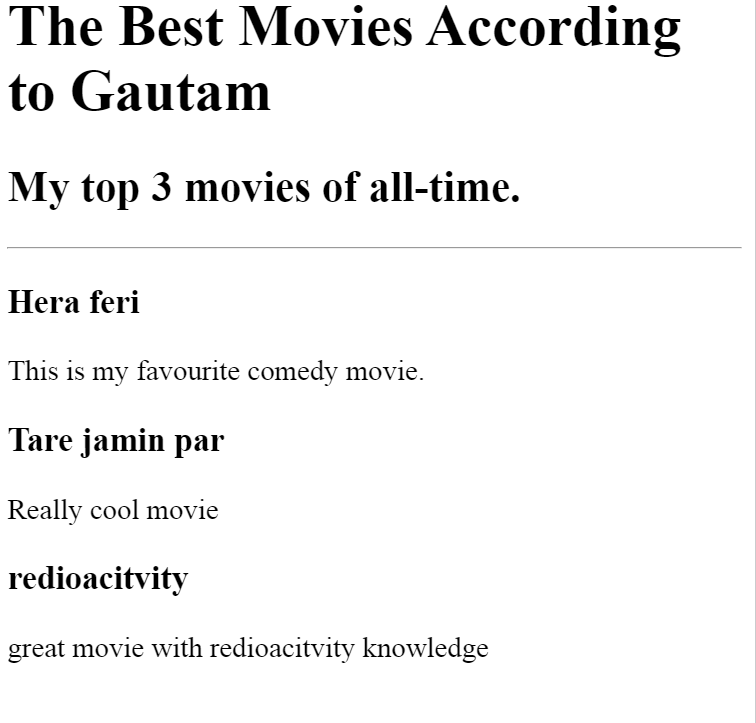 The Best Movies According
to Gautam
My top 3 movies of all-time.
Hera feri
This is my favourite comedy movie.
Tare jamin par
Really cool movie
redioacitvity
great movie with redioacitvity knowledge